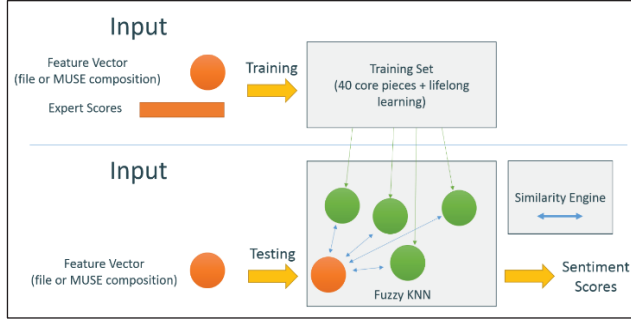 Input
Feature Vector
(file or MUSE composition)
Expert Scores
Training
Training Set
(40 core pieces + lifelong
learning)
Input
Feature Vector
(file or MUSE composition)
Testing
Fuzzy KNN
Similarity Engine
Sentiment
Scores